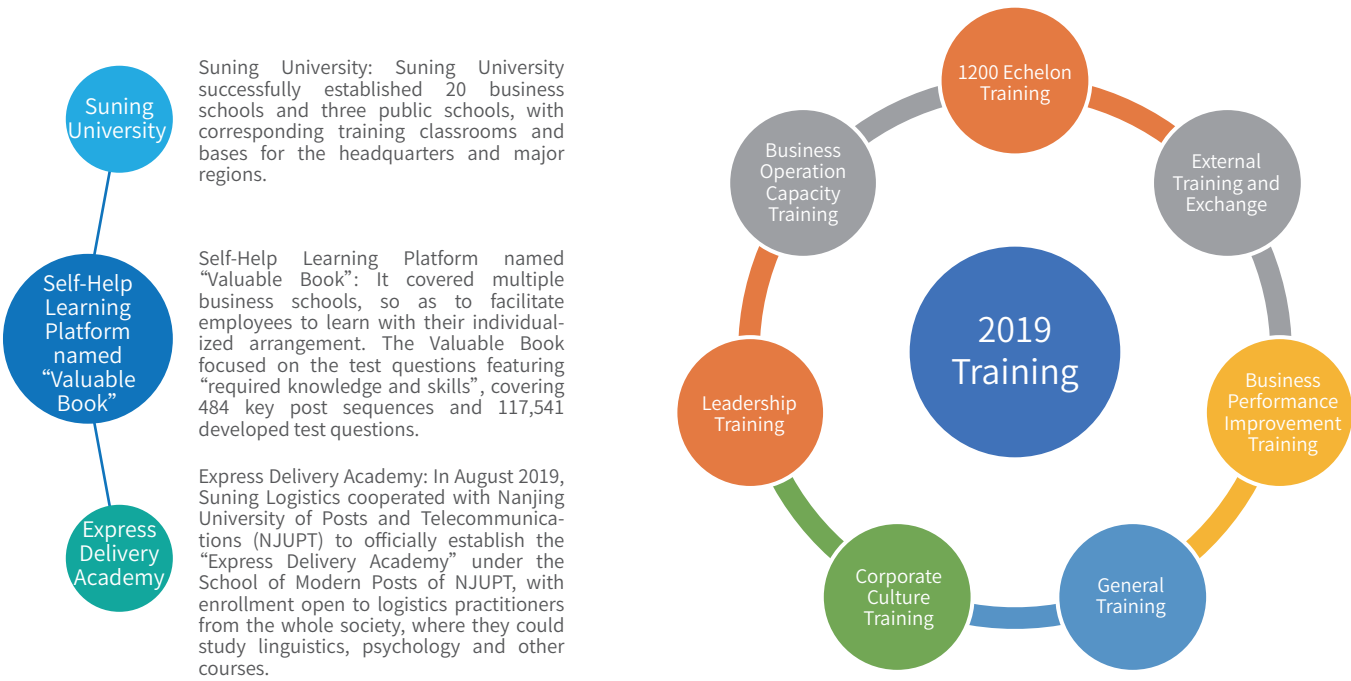 Suning
University
Suning University: Suning University
successfully established 20 business
schools and three public schools, with
corresponding training classrooms and
bases for the headquarters and major
regions.
Self-Help
Learning
Platform
named
“Valuable
Book”
Self-Help Learning Platform named
“Valuable Book”: It covered multiple
business schools, so as to facilitate
employees to learn with their individual-
ized arrangement. The Valuable Book
focused on the test questions featuring
“required knowledge and skills”, covering
484 key post sequences and 117,541
developed test questions.
Express
Delivery
Academy
Express Delivery Academy: In August 2019,
Suning Logistics cooperated with Nanjing
University of Posts and Telecommunica-
tions (NJUPT) to officially establish the
“Express Delivery Academy” under the
School of Modern Posts of NJUPT, with
enrollment open to logistics practitioners
from the whole society, where they could
study linguistics, psychology and other
courses.
2019
Training
1200 Echelon
Training
External
Training and
Exchange
Business
Performance
Improvement
Training
General
Training
Corporate
Culture
Training
Leadership
Training
Business
Operation
Capacity
Training